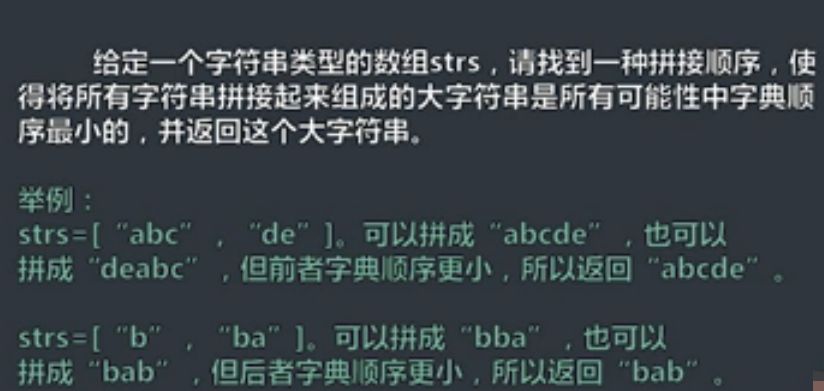 给定一个字符串类型的数组strs，请找到一种拼接顺序，使
得将所有字符串拼接起来组成的大字符串是所有可能性中字典顺
序最小的，并返回这个大字符串。
举例：
strs=[ “abc” ， “de” ]。可以拼成 “abcde” ，也可以
拼成 “deabc” ，但前者字典顺序更小，所以返回 “abcde” 。
strs=[ “b” ， “ba” ]。可以拼成 “bba” ，也可以
拼成 “bab” ，但后者字典顺序更小，所以返回 “bab” 。